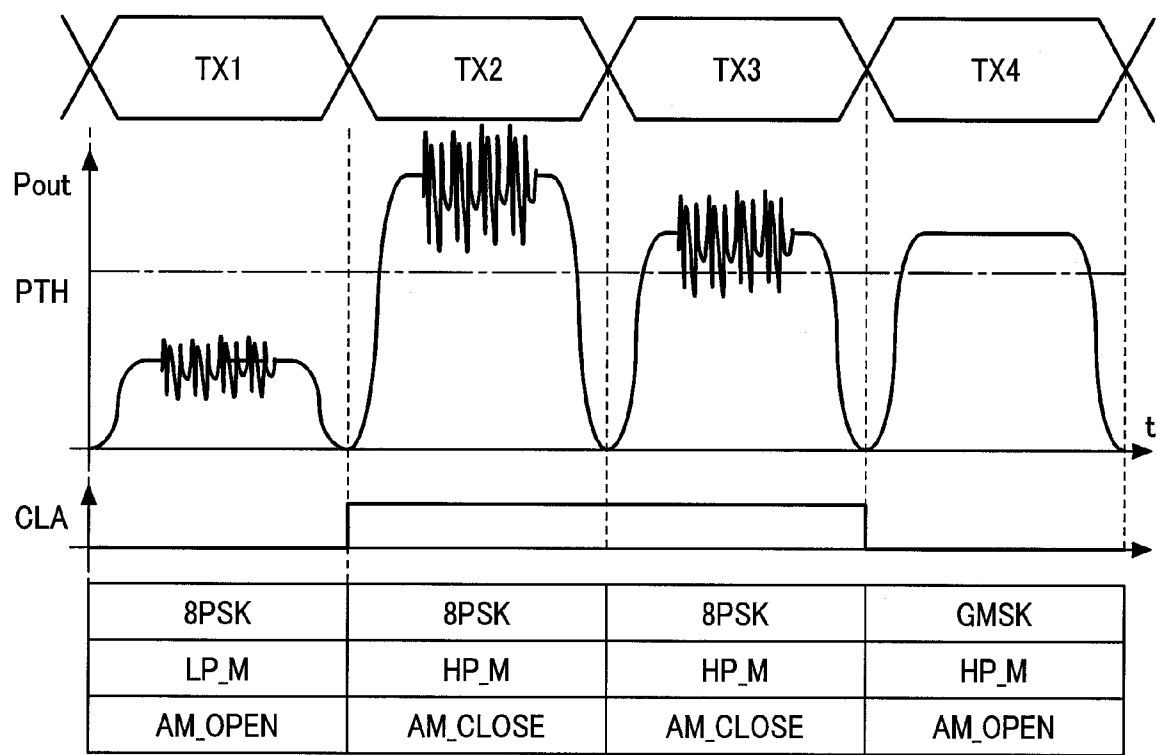 TX1 TX2 TX3 TX4
Pout
PTH
t
CLA
8PSK 8PSK 8PSK GMSK
LP_M HP_M HP_M HP_M
AM_OPEN AM_CLOSE AM_CLOSE AM_OPEN